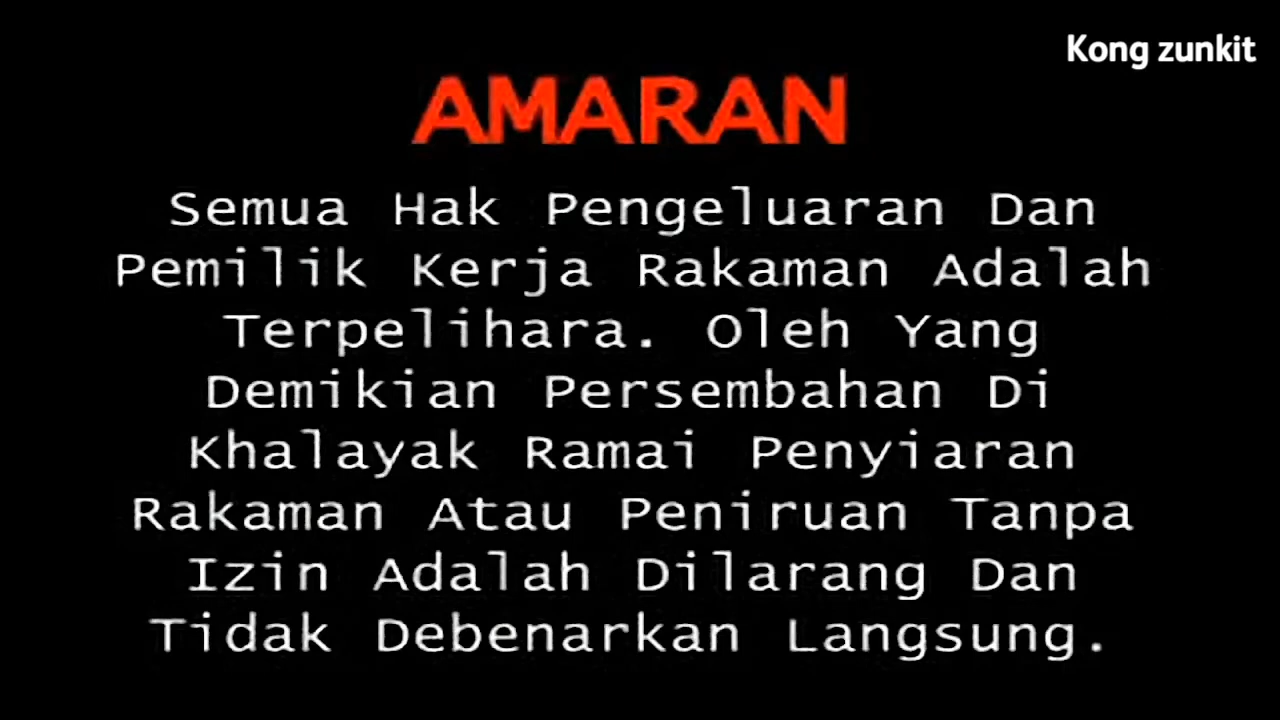 Kong zunkit
AMARAN
Semua Hak Pengeluaran Dan
Pemilik Kerja Rakaman Adalah
Terpelihara. Oleh Yang
Demikian Persembahan Di
Khalayak Ramai Penyiaran
Rakaman Atau Peniruan Tanpa
Izin Adalah Dilarang Dan
Tidak Debenarkan Langsung.